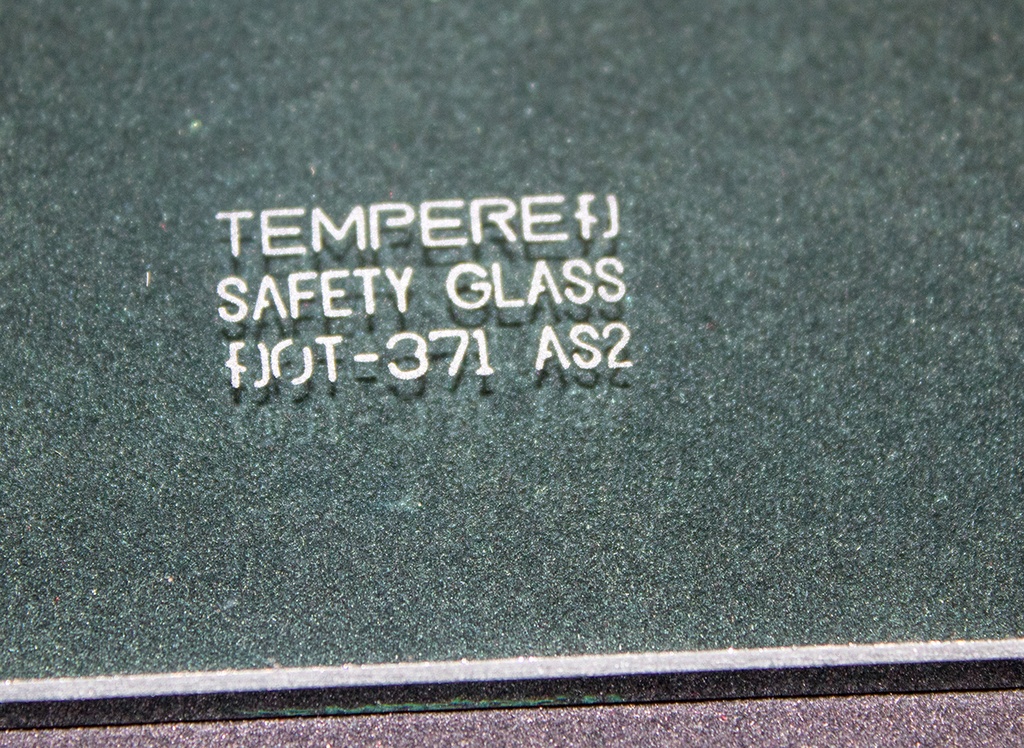 TEMPERED
SAFETY GLASS
DOT-371 AS2